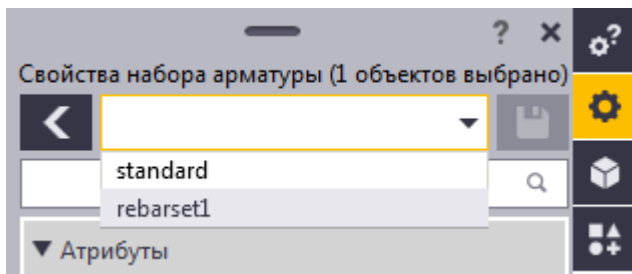 Свойства набора арматуры (1 объектов выбрано)
standard
rebarset1
Атрибуты